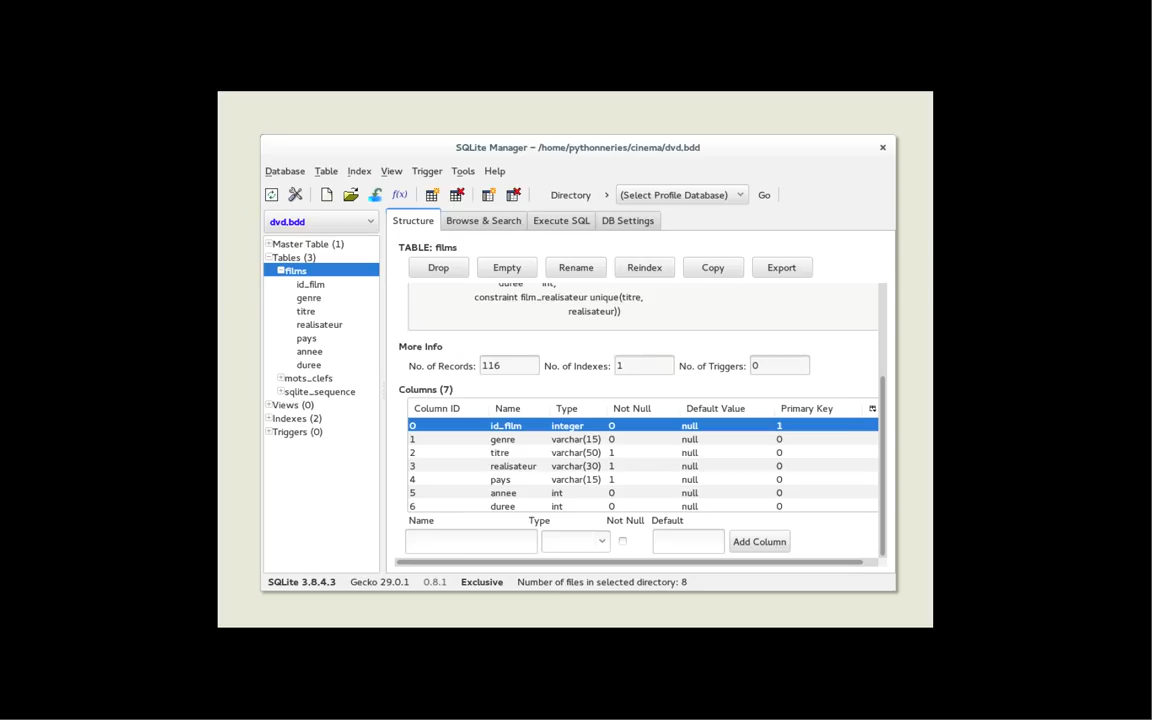 SQLite Manager - /home/pythonneries/cinema/dvd.bdd
Database Table Index View Trigger Tools Help
f(x) Directory (Select Profile Database) Go
dvd.bdd
Master Table (1)
Tables (3)
films
id_film
genre
titre
realisateur
pays
annee
duree
mots_clefs
sqlite_sequence
Views (0)
Indexes (2)
Triggers (0)
Structure Browse & Search Execute SQL DB Settings
TABLE: films
Drop Empty Rename Reindex Copy Export
duree int,
constraint film_realisateur unique(titre,
realisateur))
More Info
No. of Records: 116 No. of Indexes: 1 No. of Triggers: 0
Columns (7)
Column ID Name Type Not Null Default Value Primary Key
0 id_film integer 0 null 1
1 genre varchar(15) 0 null 0
2 titre varchar(50) 1 null 0
3 realisateur varchar(30) 1 null 0
4 pays varchar(15) 1 null 0
5 annee int 0 null 0
6 duree int 0 null 0
Name Type Not Null Default
Add Column
SQLite 3.8.4.3 Gecko 29.0.1 0.8.1 Exclusive Number of files in selected directory: 8